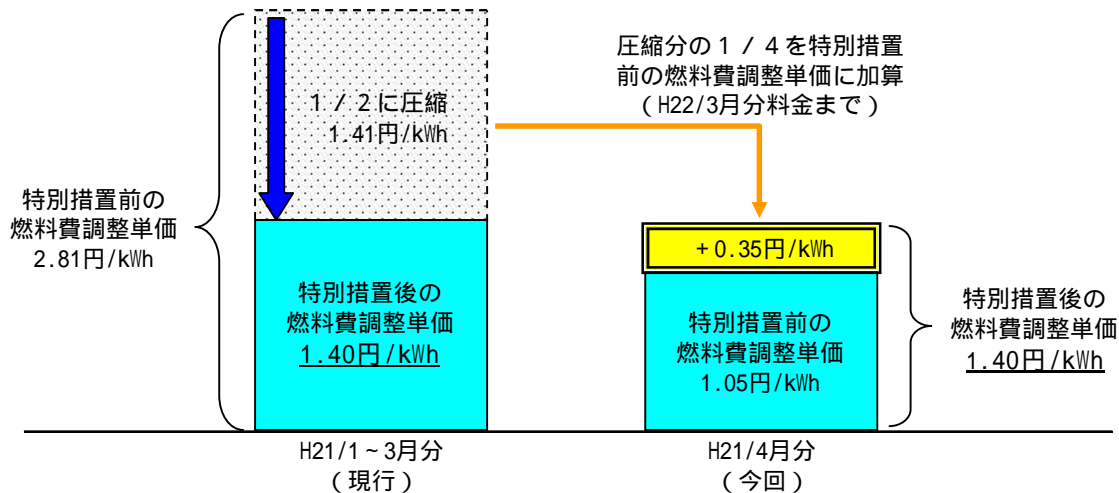 特別措置前の
燃料費調整単価
2.81円/kWh
1/2に圧縮
1.41円/kWh
特別措置後の
燃料費調整単価
1.40円/kWh
H21/1~3月分
(現行)
圧縮分の1/4を特別措置
前の燃料費調整単価に加算
(H22/3月分料金まで)
+0.35円/kWh
特別措置前の
燃料費調整単価
1.05円/kWh
H21/4月分
(今回)
特別措置後の
燃料費調整単価
1.40円/kWh